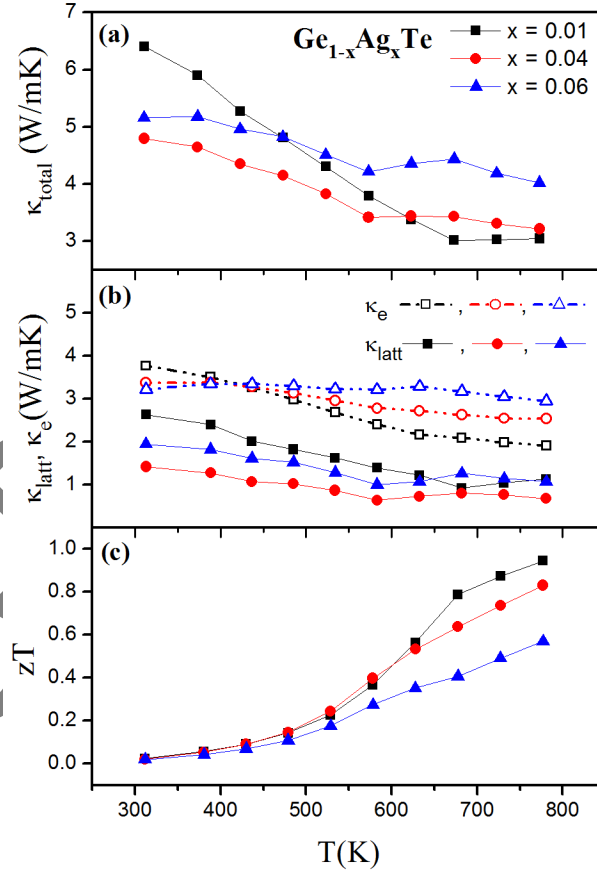 (a)
Ge1-xAgxTe
x = 0.01
x = 0.04
x = 0.06
κtotal (W/mK)
7
6
5
4
3
(b)
κe , ,
κlatt , ,
κlatt, κe(W/mK)
5
4
3
2
1
(c)
zT
1.0
0.8
0.6
0.4
0.2
0.0
300 400 500 600 700 800
T(K)